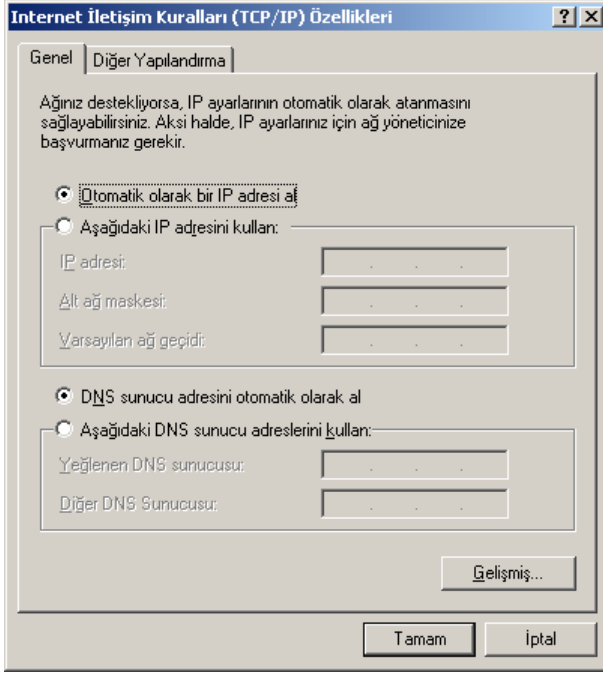 Internet İletişim Kuralları (TCP/IP) Özellikleri
Genel
Diğer Yapılandırma
Ağınız destekliyorsa, IP ayarlarının otomatik olarak atanmasını
sağlayabilirsiniz. Aksi halde, IP ayarlarınız için ağ yöneticinize
başvurmanız gerekir.
Otomatik olarak bir IP adresi al
Aşağıdaki IP adresini kullan:
IP adresi:
Alt ağ maskesi:
Varsayılan ağ geçidi:
DNS sunucu adresini otomatik olarak al
Aşağıdaki DNS sunucu adreslerini kullan:
Yeğlenen DNS sunucusu:
Diğer DNS Sunucusu:
Gelişmiş...
Tamam
İptal